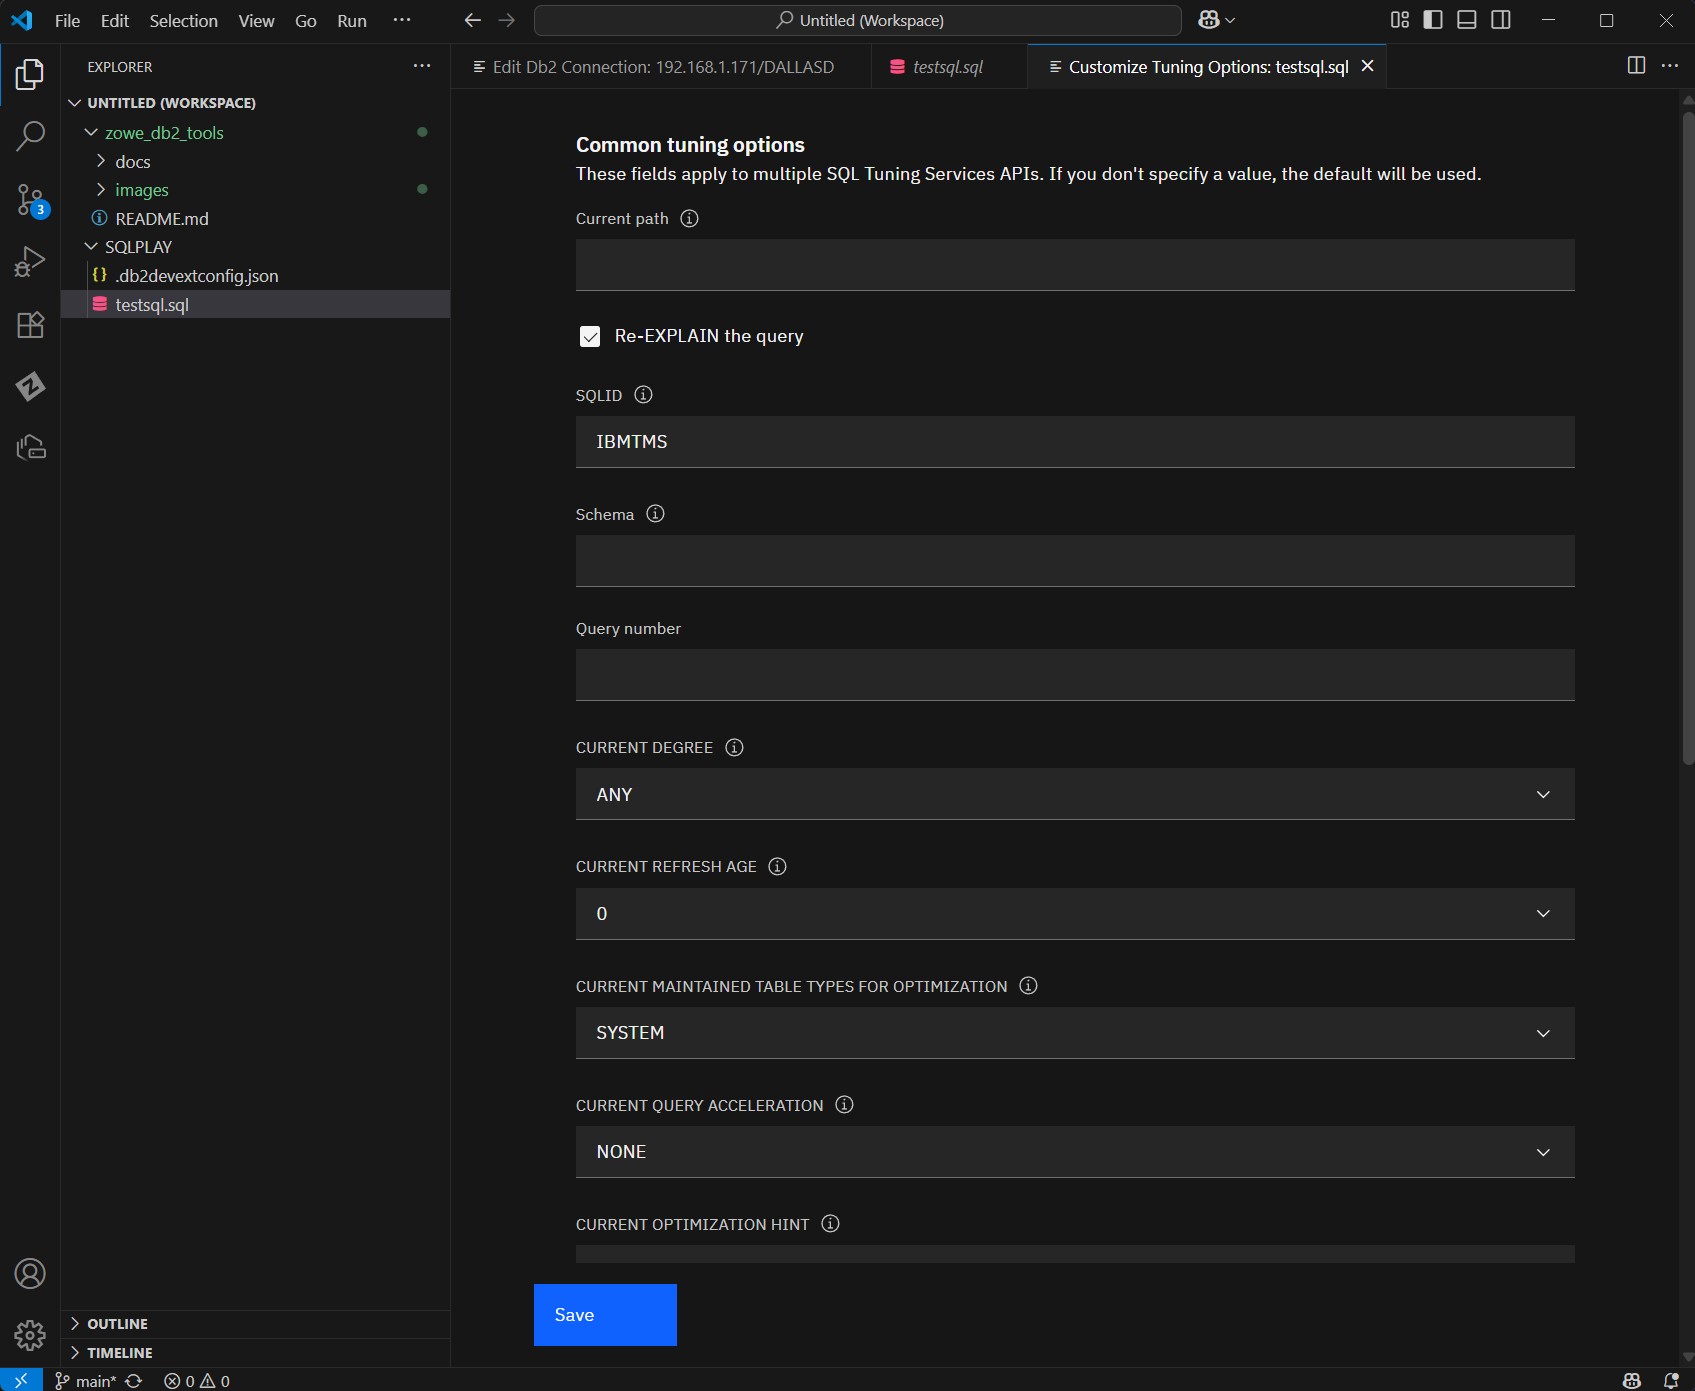 File Edit Selection View Go Run ··· Untitled (Workspace)
EXPLORER ···
Edit Db2 Connection: 192.168.1.171/DALLASD testsql.sql Customize Tuning Options: testsql.sql
UNTITLED (WORKSPACE)
zowe_db2_tools
docs
images
README.md
SQLPLAY
{} .db2devextconfig.json
testsql.sql
3
Common tuning options
These fields apply to multiple SQL Tuning Services APIs. If you don't specify a value, the default will be used.
Current path
Re-EXPLAIN the query
SQLID
IBMTMS
Schema
Query number
CURRENT DEGREE
ANY
CURRENT REFRESH AGE
0
CURRENT MAINTAINED TABLE TYPES FOR OPTIMIZATION
SYSTEM
CURRENT QUERY ACCELERATION
NONE
CURRENT OPTIMIZATION HINT
Save
OUTLINE
TIMELINE
main* 0 0